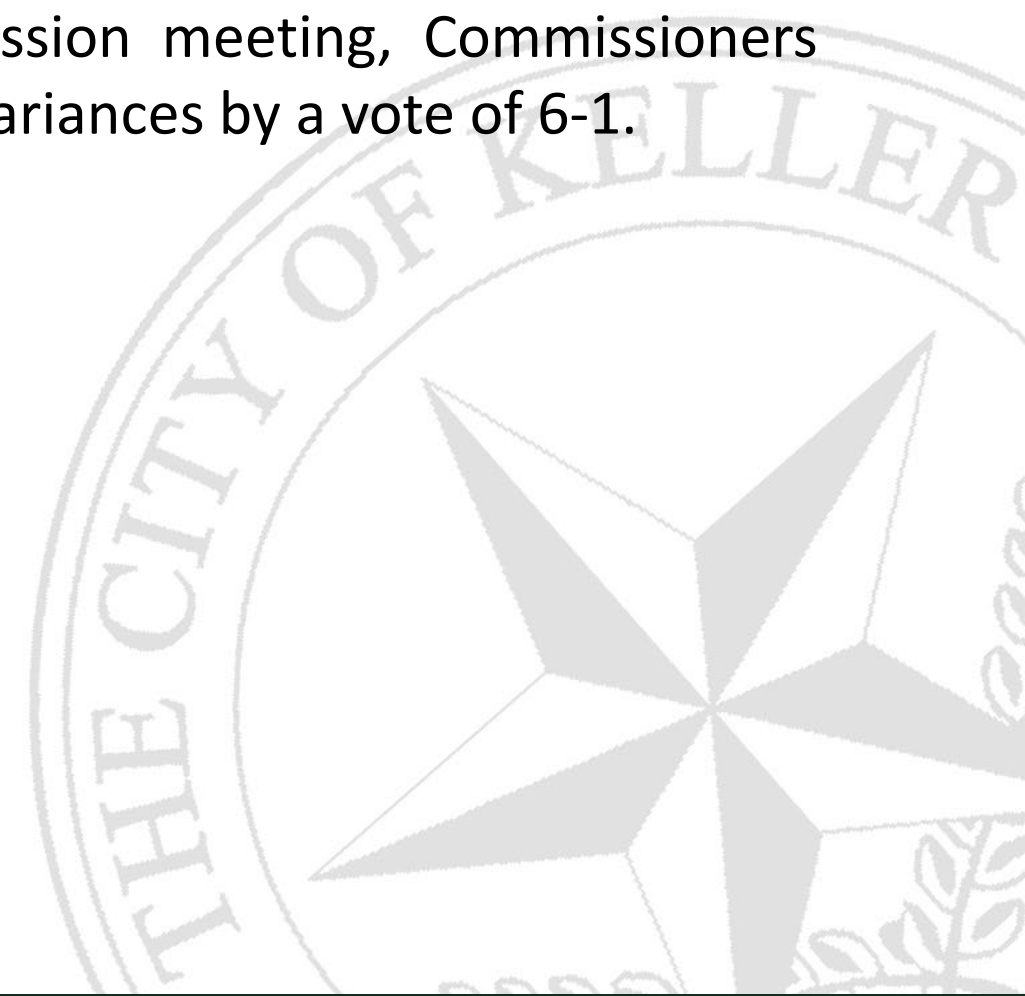 ssion meeting, Commissioners
ariances by a vote of 6-1.
THE CITY OF KELLER